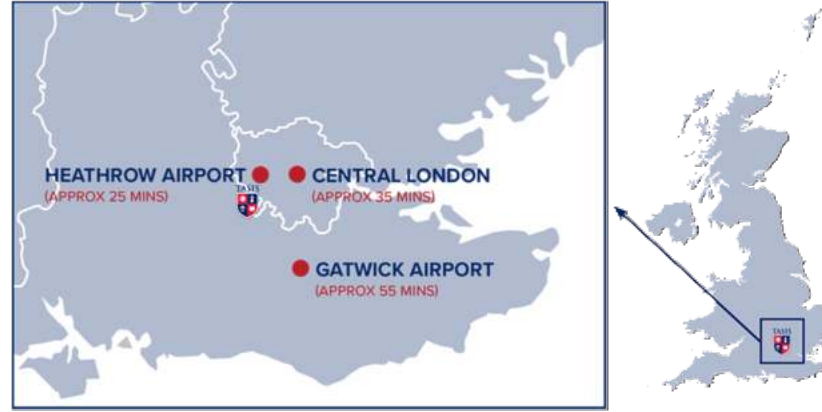 HEATHROW AIRPORT
(APPROX 25 MINS)
TASIS
CENTRAL LONDON
(APPROX 35 MINS)
GATWICK AIRPORT
(APPROX 55 MINS)
TASIS